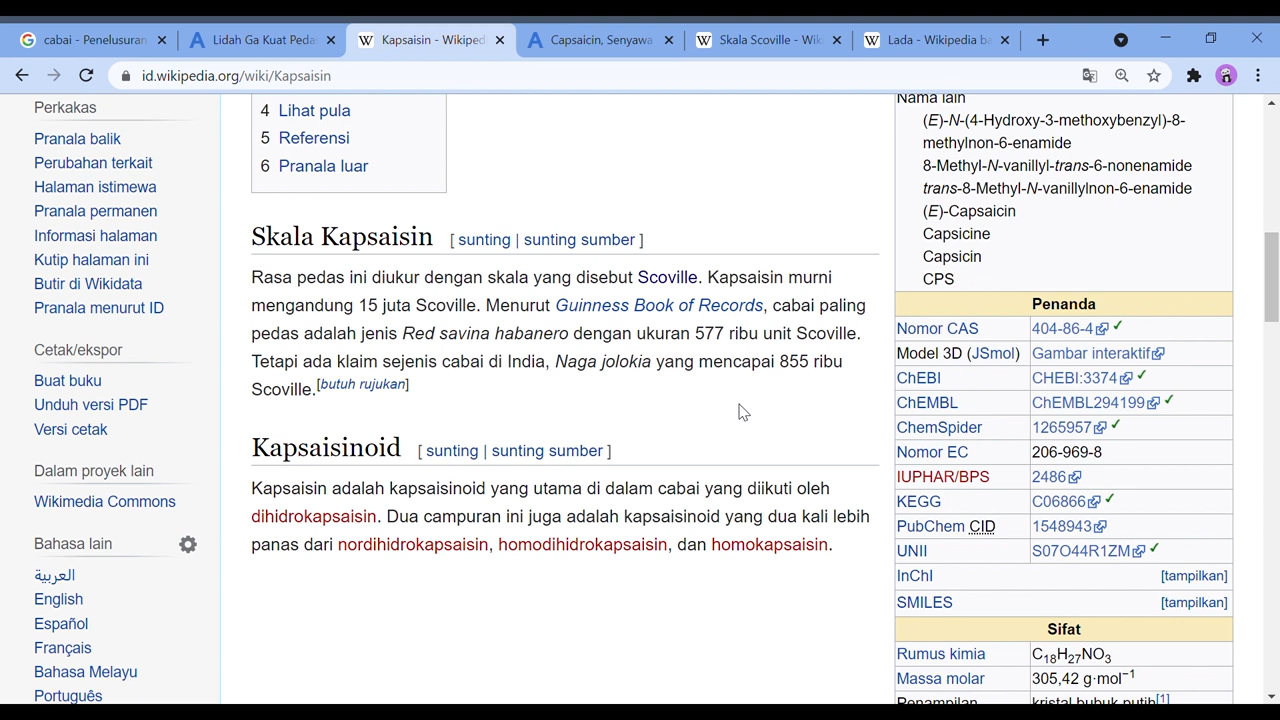 cabai - Penelusuran
Lidah Ga Kuat Peda
Kapsaisin - Wikiped
Capsaicin, Senyawa
Skala Scoville - Wik
Lada - Wikipedia ba
id.wikipedia.org/wiki/Kapsaisin
Perkakas
Pranala balik
Perubahan terkait
Halaman istimewa
Pranala permanen
Informasi halaman
Kutip halaman ini
Butir di Wikidata
Pranala menurut ID
Cetak/ekspor
Buat buku
Unduh versi PDF
Versi cetak
Dalam proyek lain
Wikimedia Commons
Bahasa lain
العربية
English
Español
Français
Bahasa Melayu
Português
4 Lihat pula
5 Referensi
6 Pranala luar
Skala Kapsaisin [ sunting | sunting sumber ]
Rasa pedas ini diukur dengan skala yang disebut Scoville. Kapsaisin murni
mengandung 15 juta Scoville. Menurut Guinness Book of Records, cabai paling
pedas adalah jenis Red savina habanero dengan ukuran 577 ribu unit Scoville.
Tetapi ada klaim sejenis cabai di India, Naga jolokia yang mencapai 855 ribu
Scoville.[butuh rujukan]
Kapsaisinoid [ sunting | sunting sumber ]
Kapsaisin adalah kapsaisinoid yang utama di dalam cabai yang diikuti oleh
dihidrokapsaisin. Dua campuran ini juga adalah kapsaisinoid yang dua kali lebih
panas dari nordihidrokapsaisin, homodihidrokapsaisin, dan homokapsaisin.
Nama lain
(E)-N-(4-Hydroxy-3-methoxybenzyl)-8-
methylnon-6-enamide
8-Methyl-N-vanillyl-trans-6-nonenamide
trans-8-Methyl-N-vanillylnon-6-enamide
(E)-Capsaicin
Capsicine
Capsicin
CPS
Penanda
Nomor CAS 404-86-4 ✓
Model 3D (JSmol) Gambar interaktif
ChEBI CHEBI:3374 ✓
ChEMBL ChEMBL294199 ✓
ChemSpider 1265957 ✓
Nomor EC 206-969-8
IUPHAR/BPS 2486
KEGG C06866 ✓
PubChem CID 1548943
UNII S07O44R1ZM ✓
InChI [tampilkan]
SMILES [tampilkan]
Sifat
Rumus kimia C18H27NO3
Massa molar 305,42 g·mol−1
Penampilan kristal bubuk putih[1]